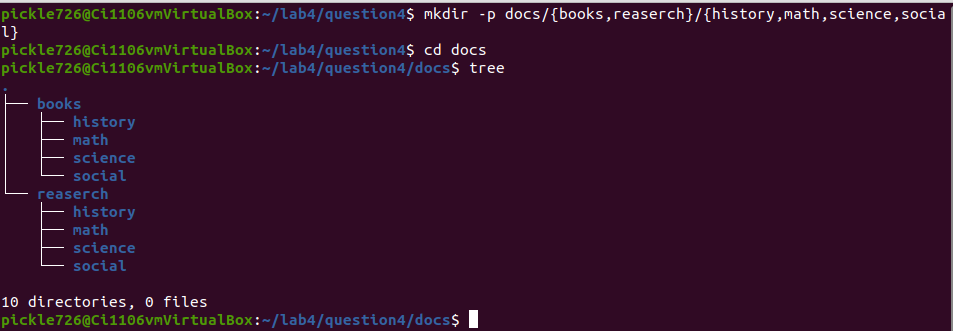 pickle726@Ci1106vmVirtualBox:~/lab4/question4$ mkdir -p docs/{books,reaserch}/{history,math,science,socia
l}
pickle726@Ci1106vmVirtualBox:~/lab4/question4$ cd docs
pickle726@Ci1106vmVirtualBox:~/lab4/question4/docs$ tree
.
├── books
│   ├── history
│   ├── math
│   ├── science
│   └── social
└── reaserch
    ├── history
    ├── math
    ├── science
    └── social
10 directories, 0 files
pickle726@Ci1106vmVirtualBox:~/lab4/question4/docs$